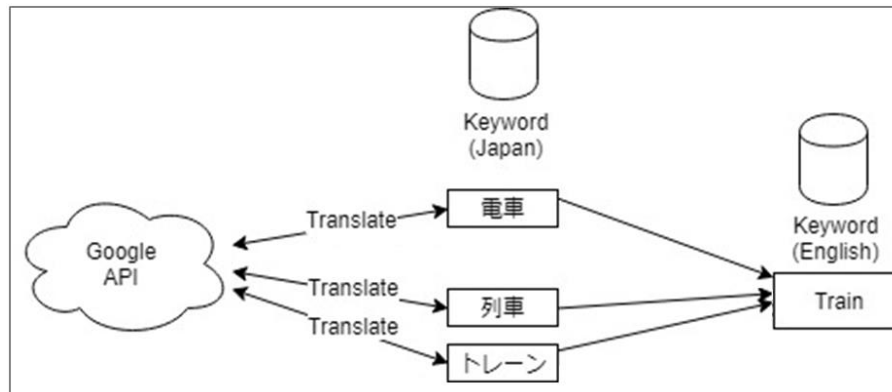 Keyword
(Japan)
Keyword
(English)
Google
API
Translate
電車
Translate
列車
Translate
トレーン
Train